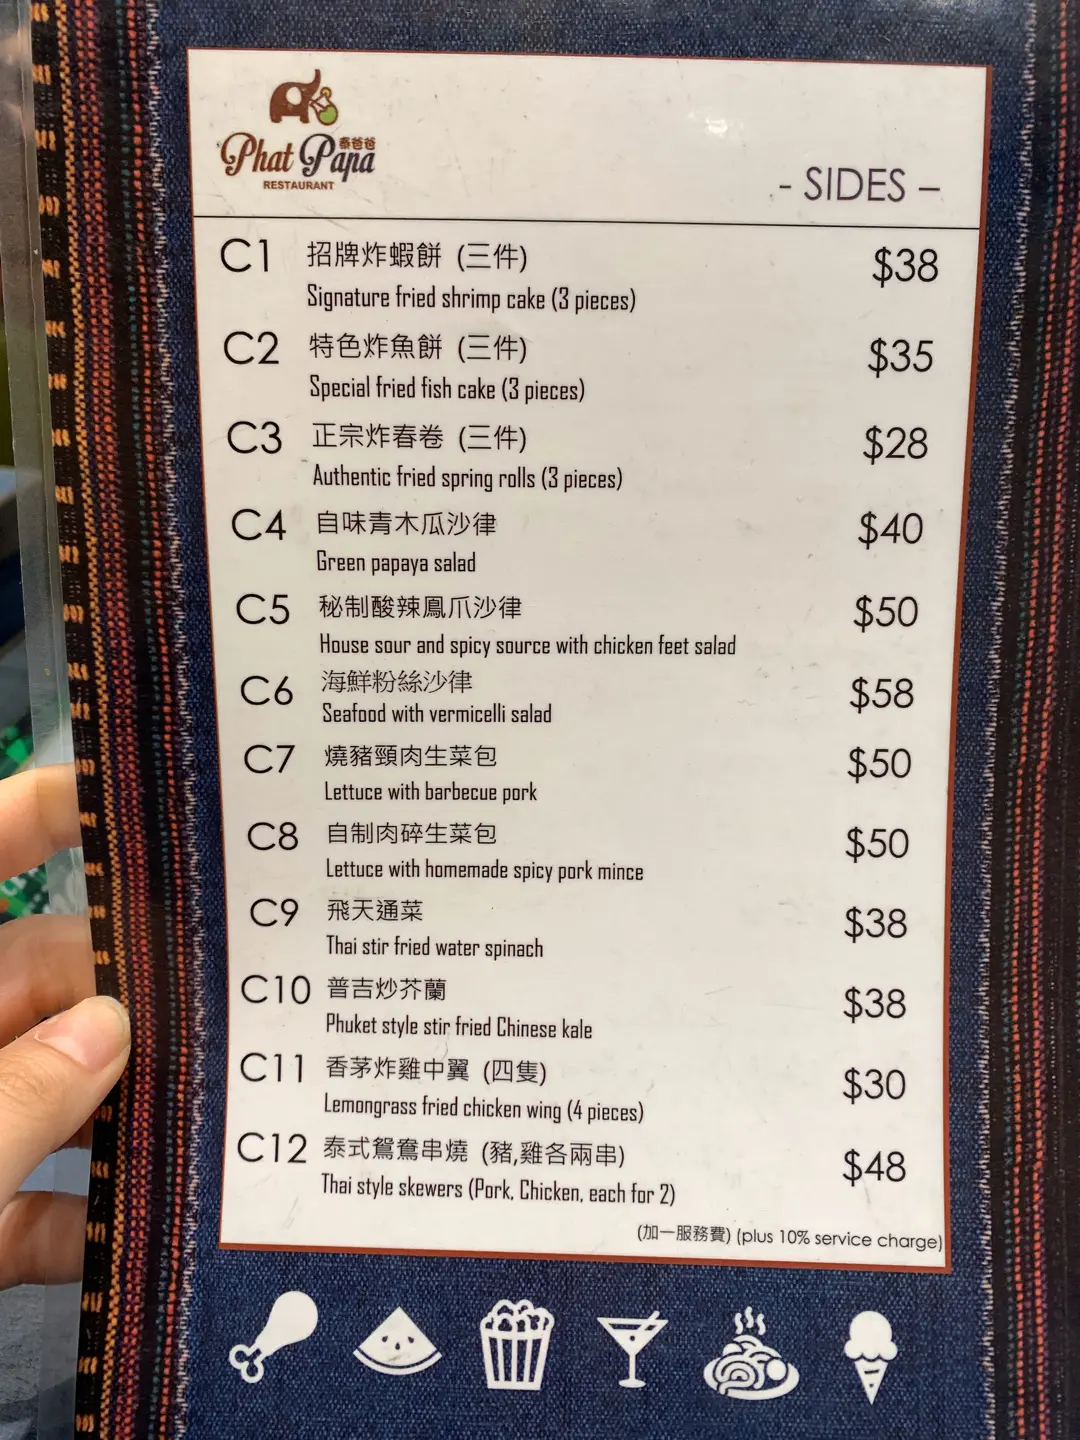 Phat Papa 泰爸爸
RESTAURANT
- SIDES –
C1 招牌炸蝦餅 (三件) $38
Signature fried shrimp cake (3 pieces)
C2 特色炸魚餅 (三件) $35
Special fried fish cake (3 pieces)
C3 正宗炸春卷 (三件) $28
Authentic fried spring rolls (3 pieces)
C4 自味青木瓜沙律 $40
Green papaya salad
C5 秘制酸辣鳳爪沙律 $50
House sour and spicy source with chicken feet salad
C6 海鮮粉絲沙律 $58
Seafood with vermicelli salad
C7 燒豬頸肉生菜包 $50
Lettuce with barbecue pork
C8 自制肉碎生菜包 $50
Lettuce with homemade spicy pork mince
C9 飛天通菜 $38
Thai stir fried water spinach
C10 普吉炒芥蘭 $38
Phuket style stir fried Chinese kale
C11 香茅炸雞中翼 (四隻) $30
Lemongrass fried chicken wing (4 pieces)
C12 泰式鴛鴦串燒 (豬,雞各兩串) $48
Thai style skewers (Pork, Chicken, each for 2)
(加一服務費) (plus 10% service charge)